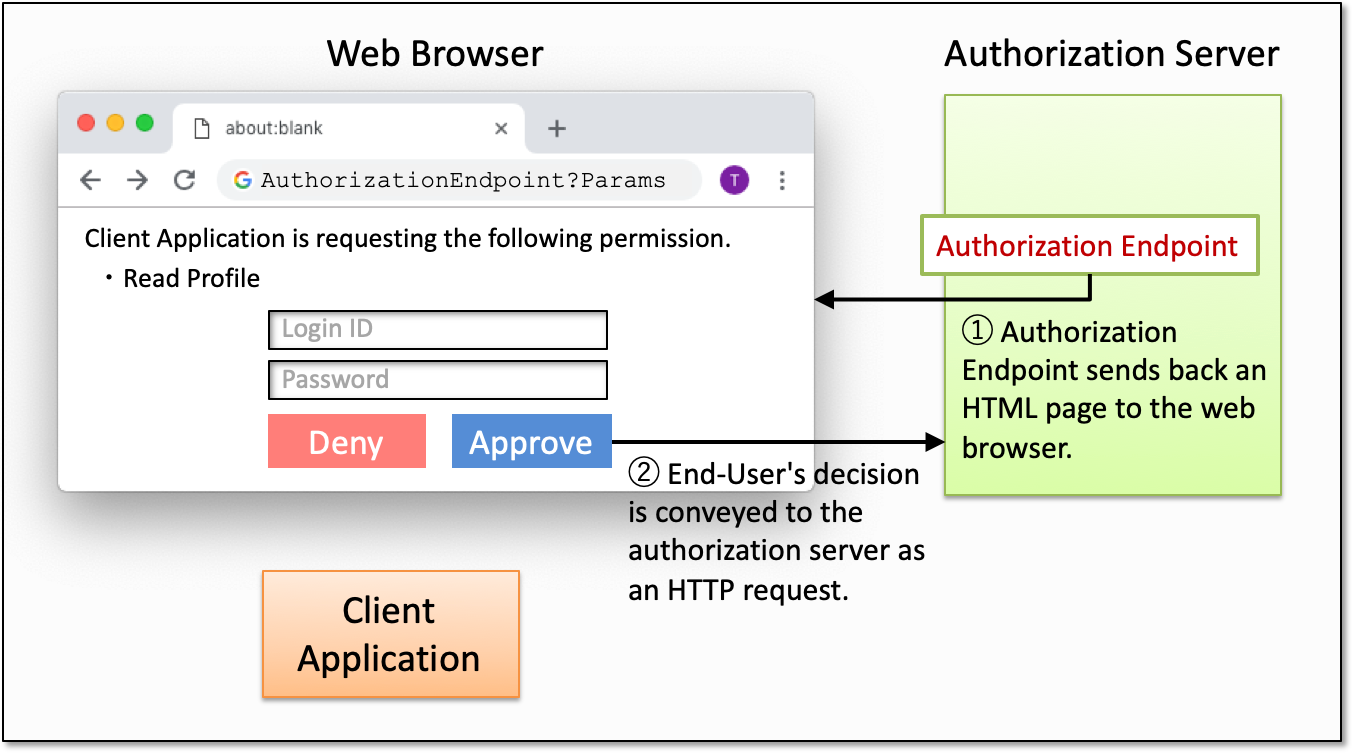 Web Browser
Authorization Server
about:blank
AuthorizationEndpoint?Params
T
Client Application is requesting the following permission.
・Read Profile
Login ID
Password
Deny
Approve
Authorization Endpoint
① Authorization
Endpoint sends back an
HTML page to the web
browser.
② End-User's decision
is conveyed to the
authorization server as
an HTTP request.
Client
Application